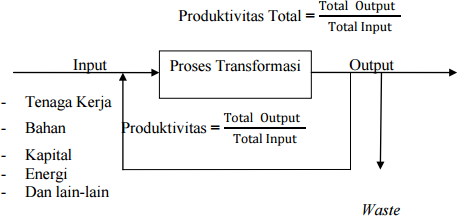 Produktivitas Total = Total Output / Total Input
Input
Proses Transformasi
Output
- Tenaga Kerja
- Bahan
Produktivitas = Total Output / Total Input
- Kapital
- Energi
- Dan lain-lain
Waste